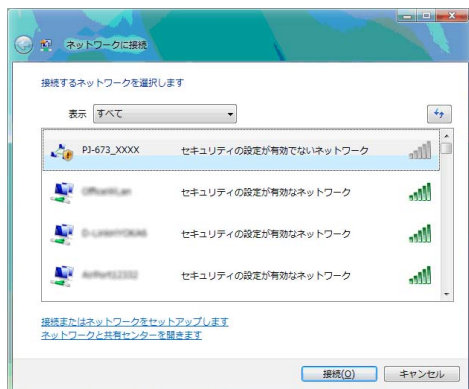 ネットワークに接続
接続するネットワークを選択します
表示 すべて
PJ-673_XXXX セキュリティの設定が有効でないネットワーク
セキュリティの設定が有効なネットワーク
セキュリティの設定が有効なネットワーク
セキュリティの設定が有効なネットワーク
接続またはネットワークをセットアップします
ネットワークと共有センターを開きます
接続(O) キャンセル